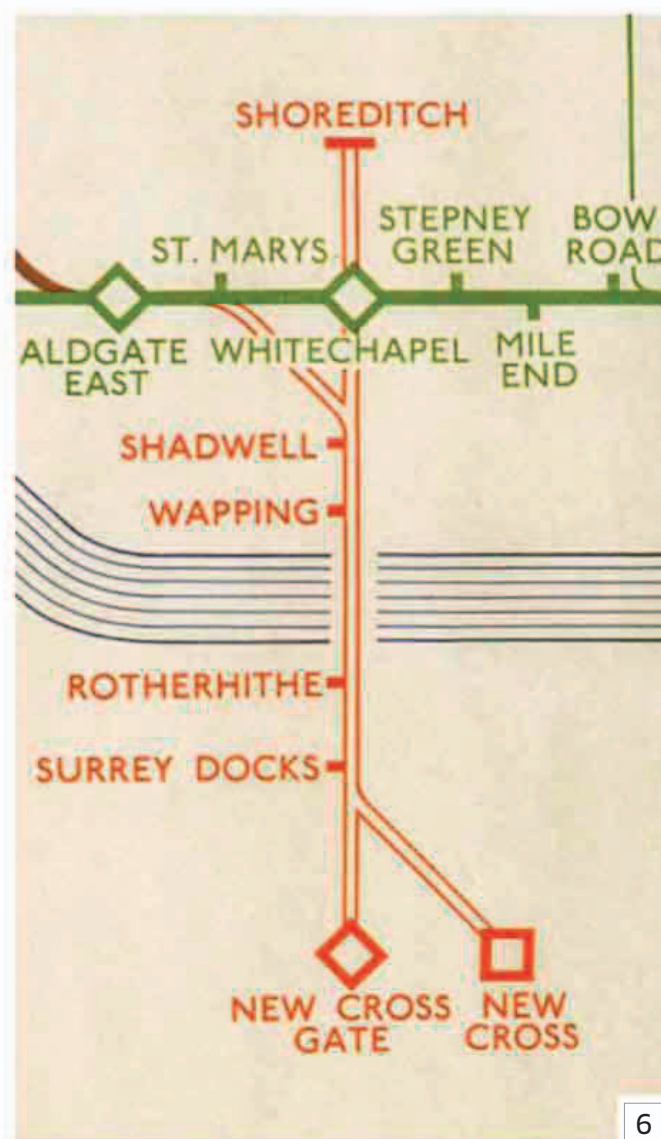 SHOREDITCH
ST. MARYS
STEPNEY
GREEN
BOW
ROAD
ALDGATE
EAST
WHITECHAPEL
MILE
END
SHADWELL
WAPPING
ROTHERHITHE
SURREY DOCKS
NEW CROSS
GATE
NEW
CROSS
6